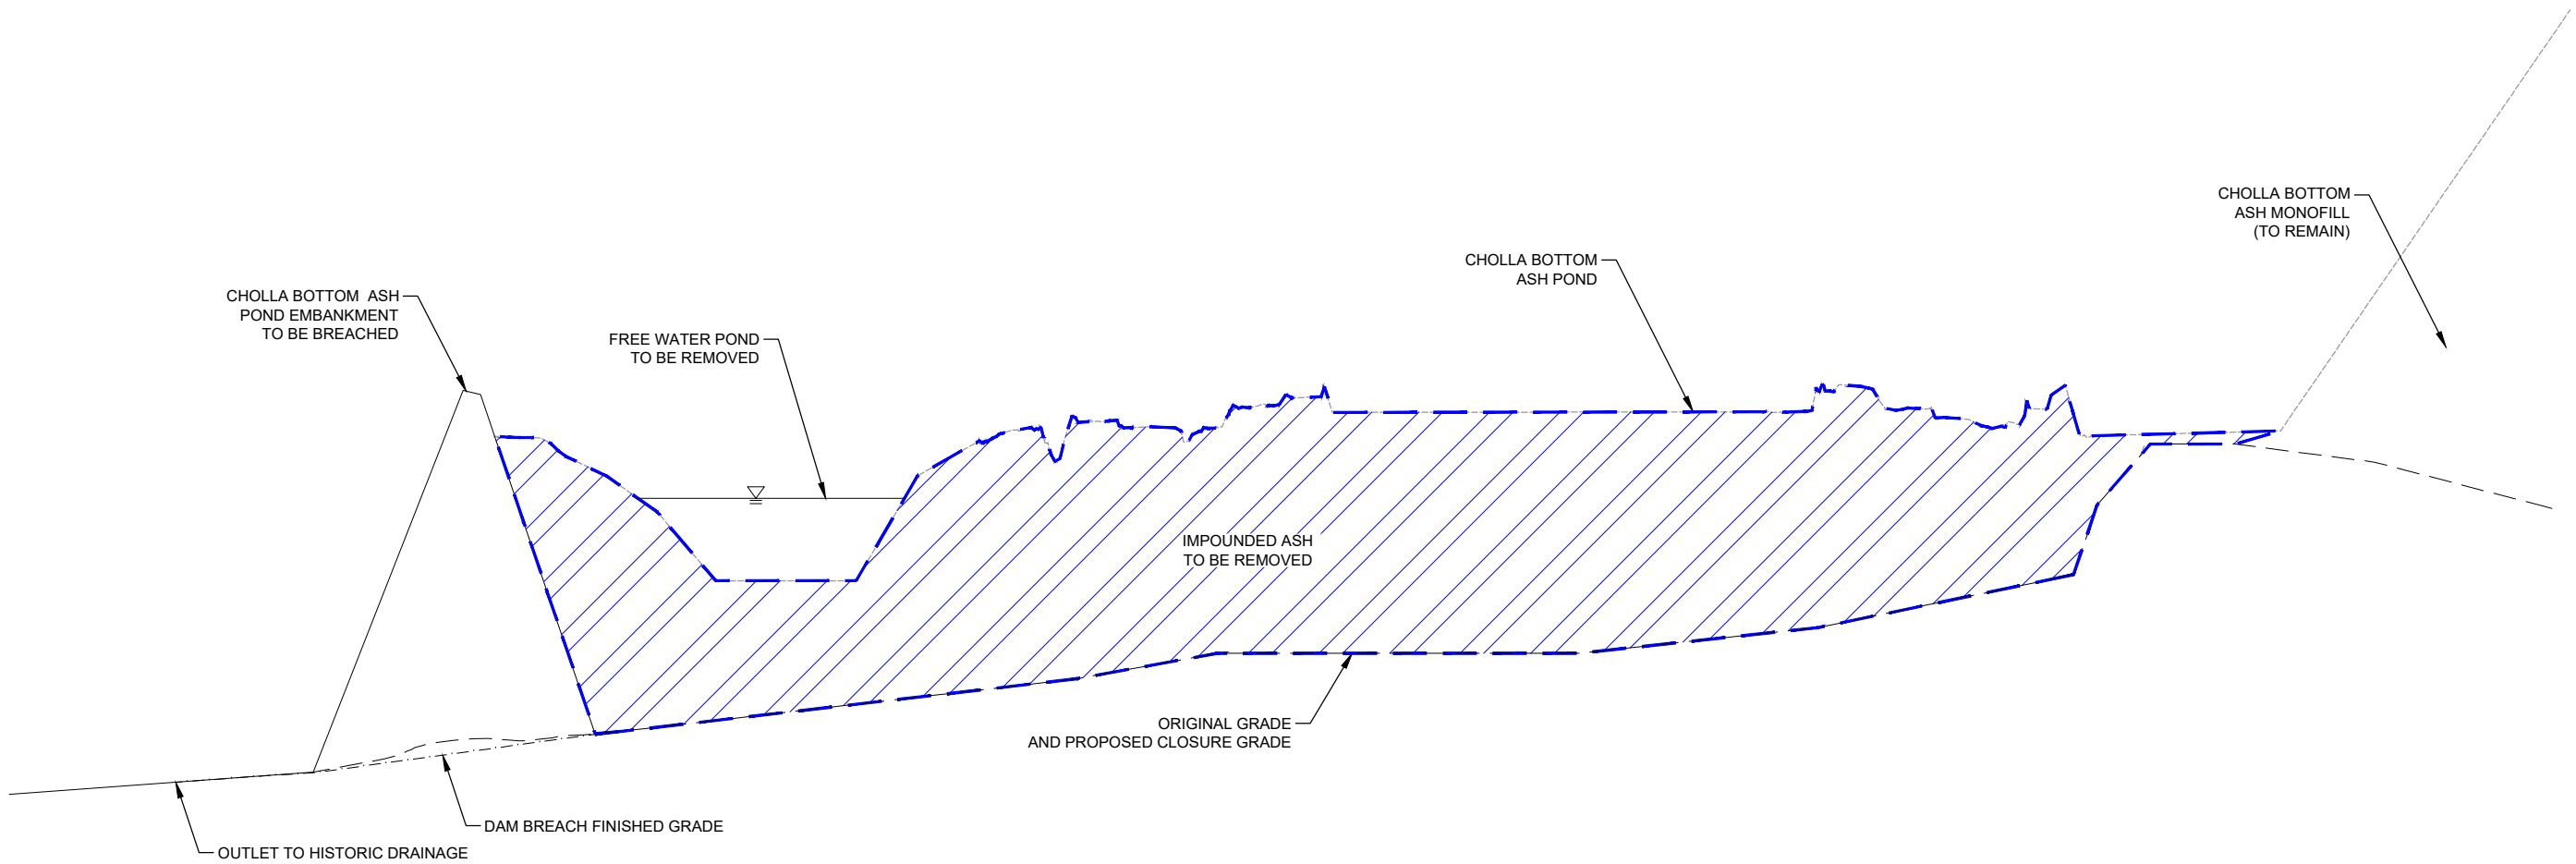 CHOLLA BOTTOM
ASH MONOFILL
(TO REMAIN)
CHOLLA BOTTOM
ASH POND
CHOLLA BOTTOM  ASH
POND EMBANKMENT
TO BE BREACHED
FREE WATER POND
TO BE REMOVED
IMPOUNDED ASH
TO BE REMOVED
ORIGINAL GRADE
AND PROPOSED CLOSURE GRADE
DAM BREACH FINISHED GRADE
OUTLET TO HISTORIC DRAINAGE